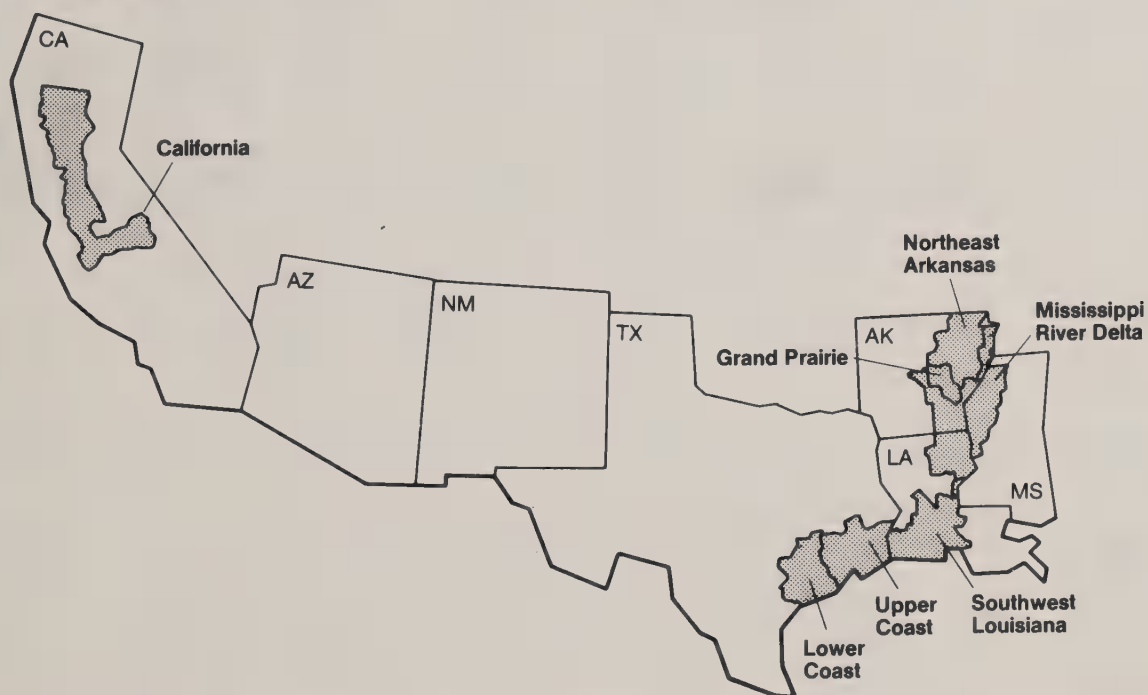 CA
California
AZ
NM
TX
Northeast
Arkansas
AK
Mississippi
River Delta
Grand Prairie
LA
MS
Upper
Coast
Southwest
Louisiana
Lower
Coast